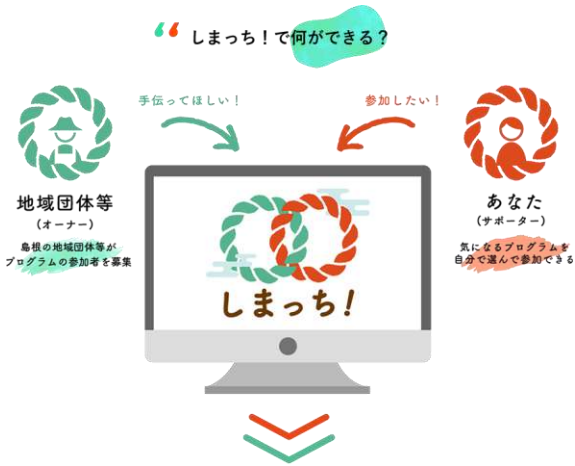 しまっち！で何ができる？
手伝ってほしい！
参加したい！
地域団体等
（オーナー）
島根の地域団体等が
プログラムの参加者を募集
しまっち！
あなた
（サポーター）
気になるプログラムを
自分で選んで参加できる